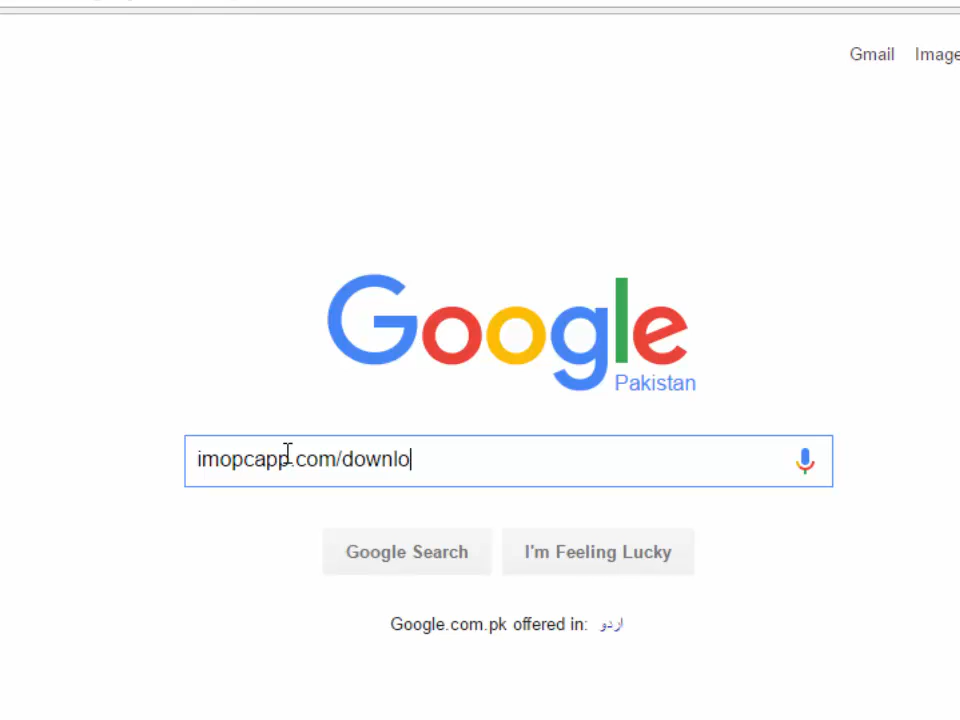 Gmail Image
Google
Pakistan
imopcapp.com/downlo
Google Search I'm Feeling Lucky
Google.com.pk offered in: اردو